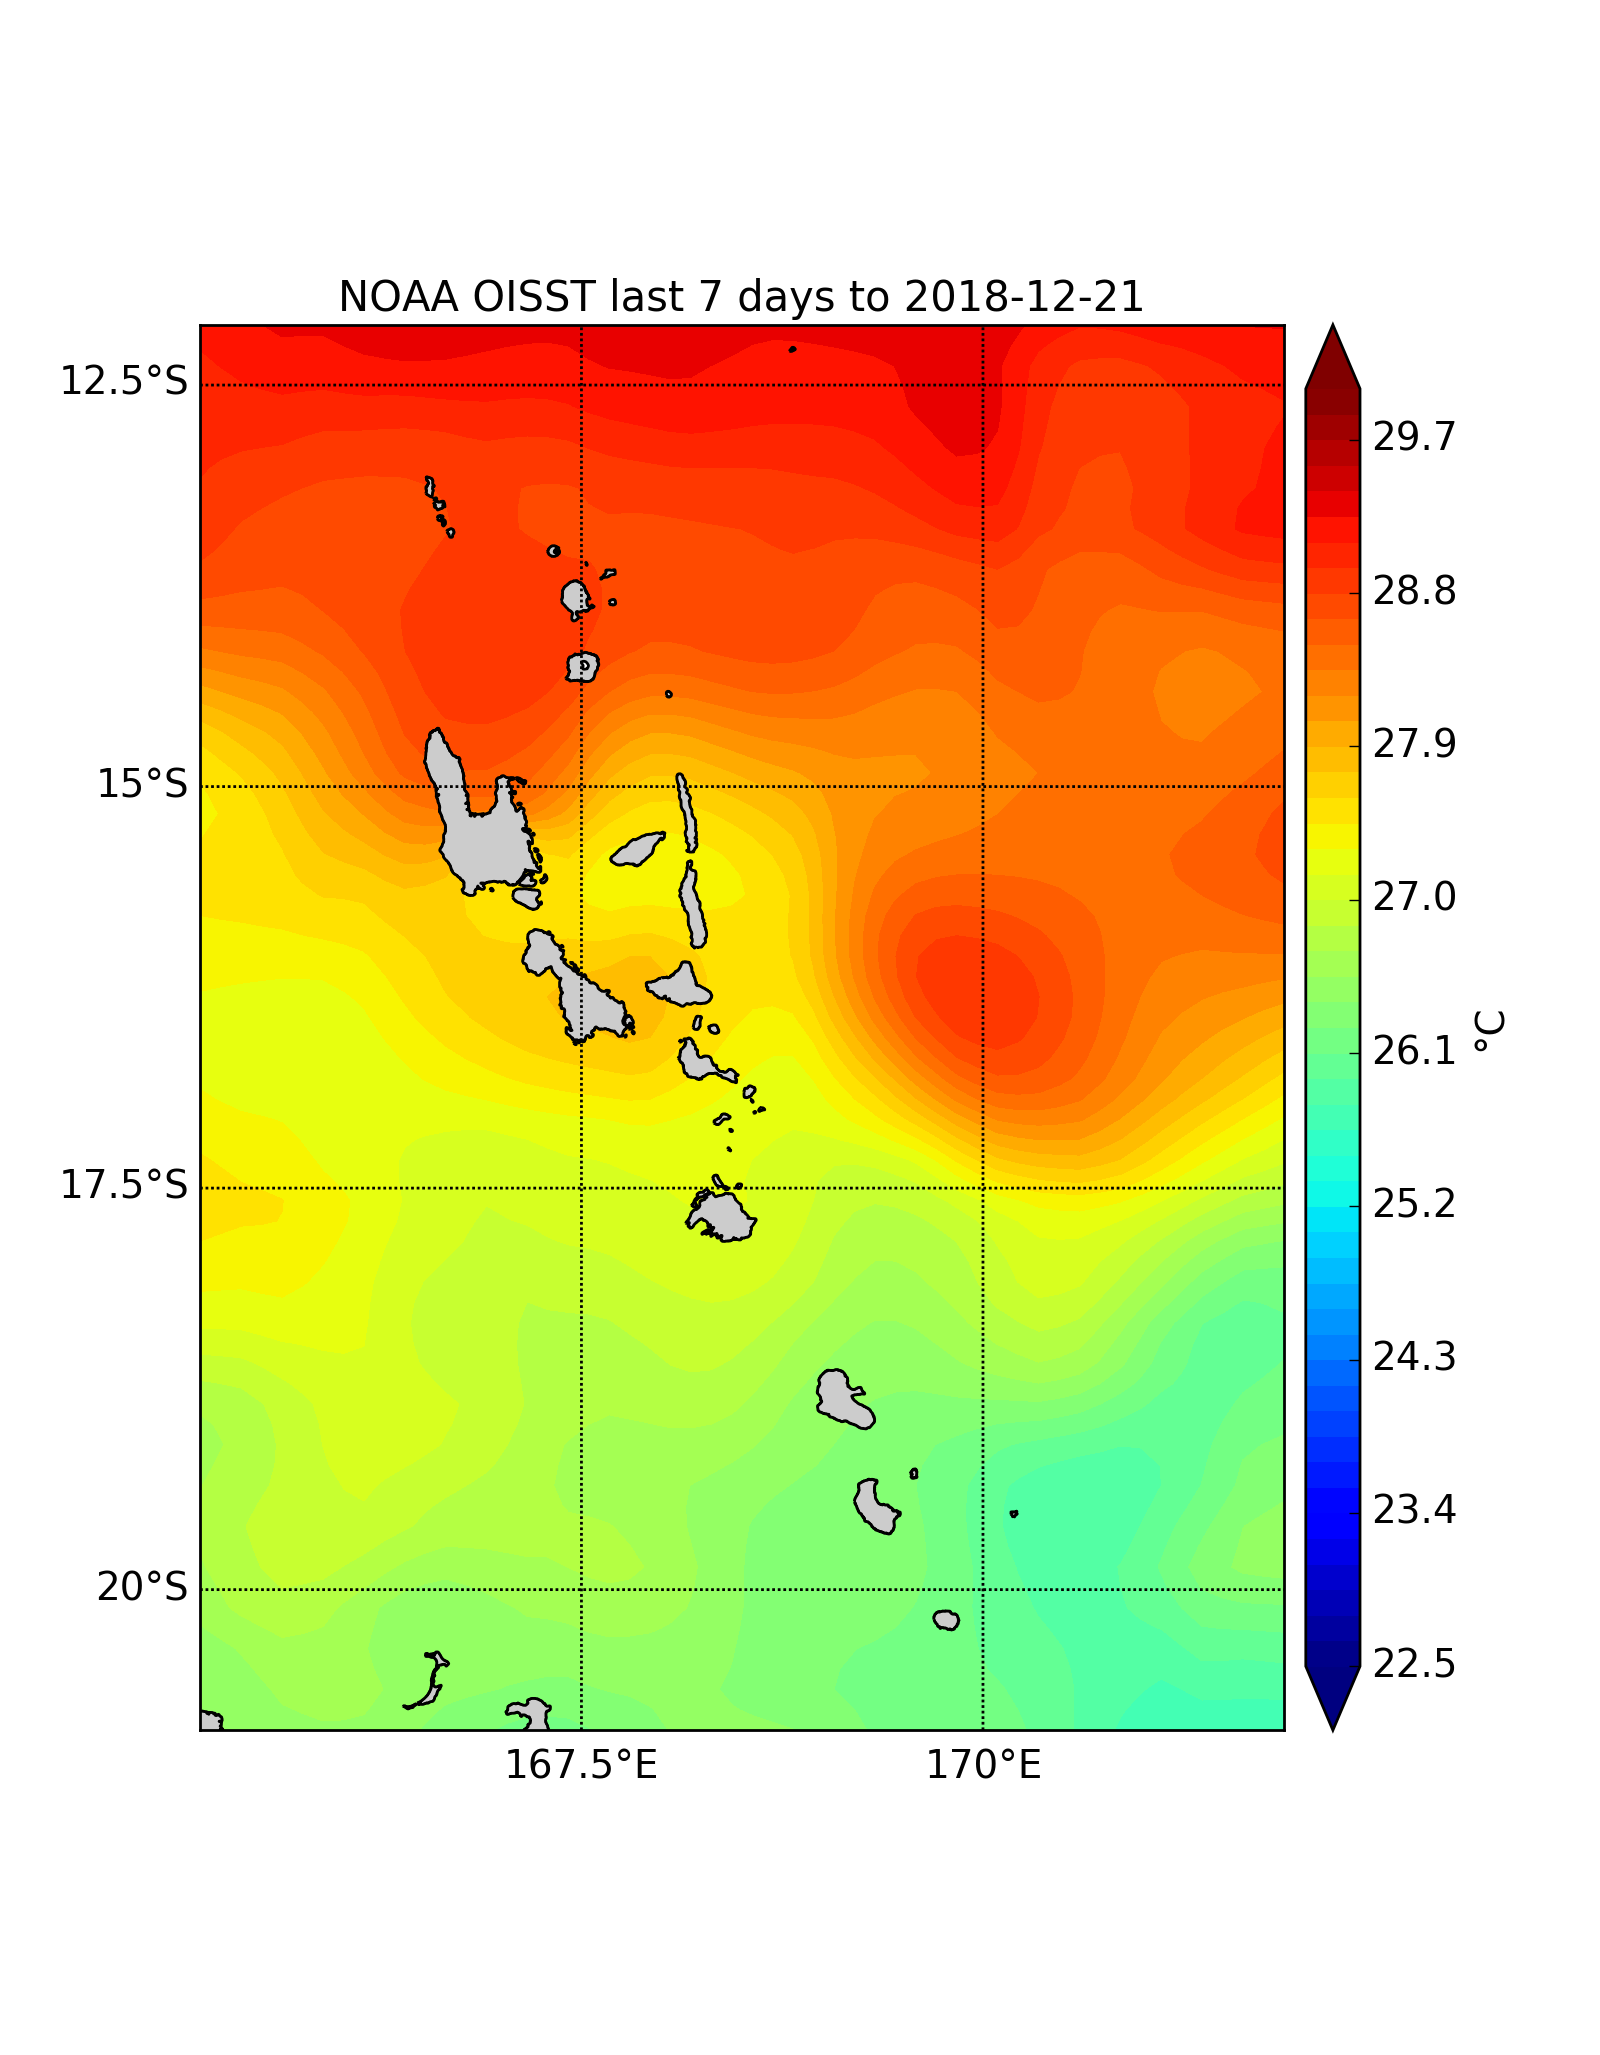 NOAA OISST last 7 days to 2018-12-21
12.5°S
15°S
17.5°S
20°S
167.5°E
170°E
29.7
28.8
27.9
27.0
26.1
25.2
24.3
23.4
22.5
°C